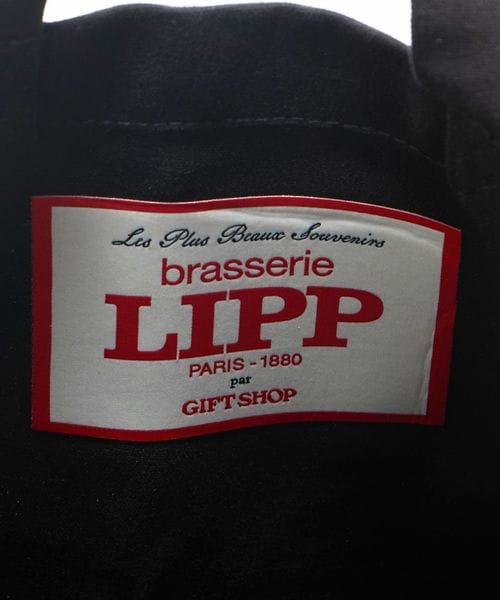 Les Plus Beaux Souvenirs
brasserie
LIPP
PARIS - 1880
par
GIFT SHOP